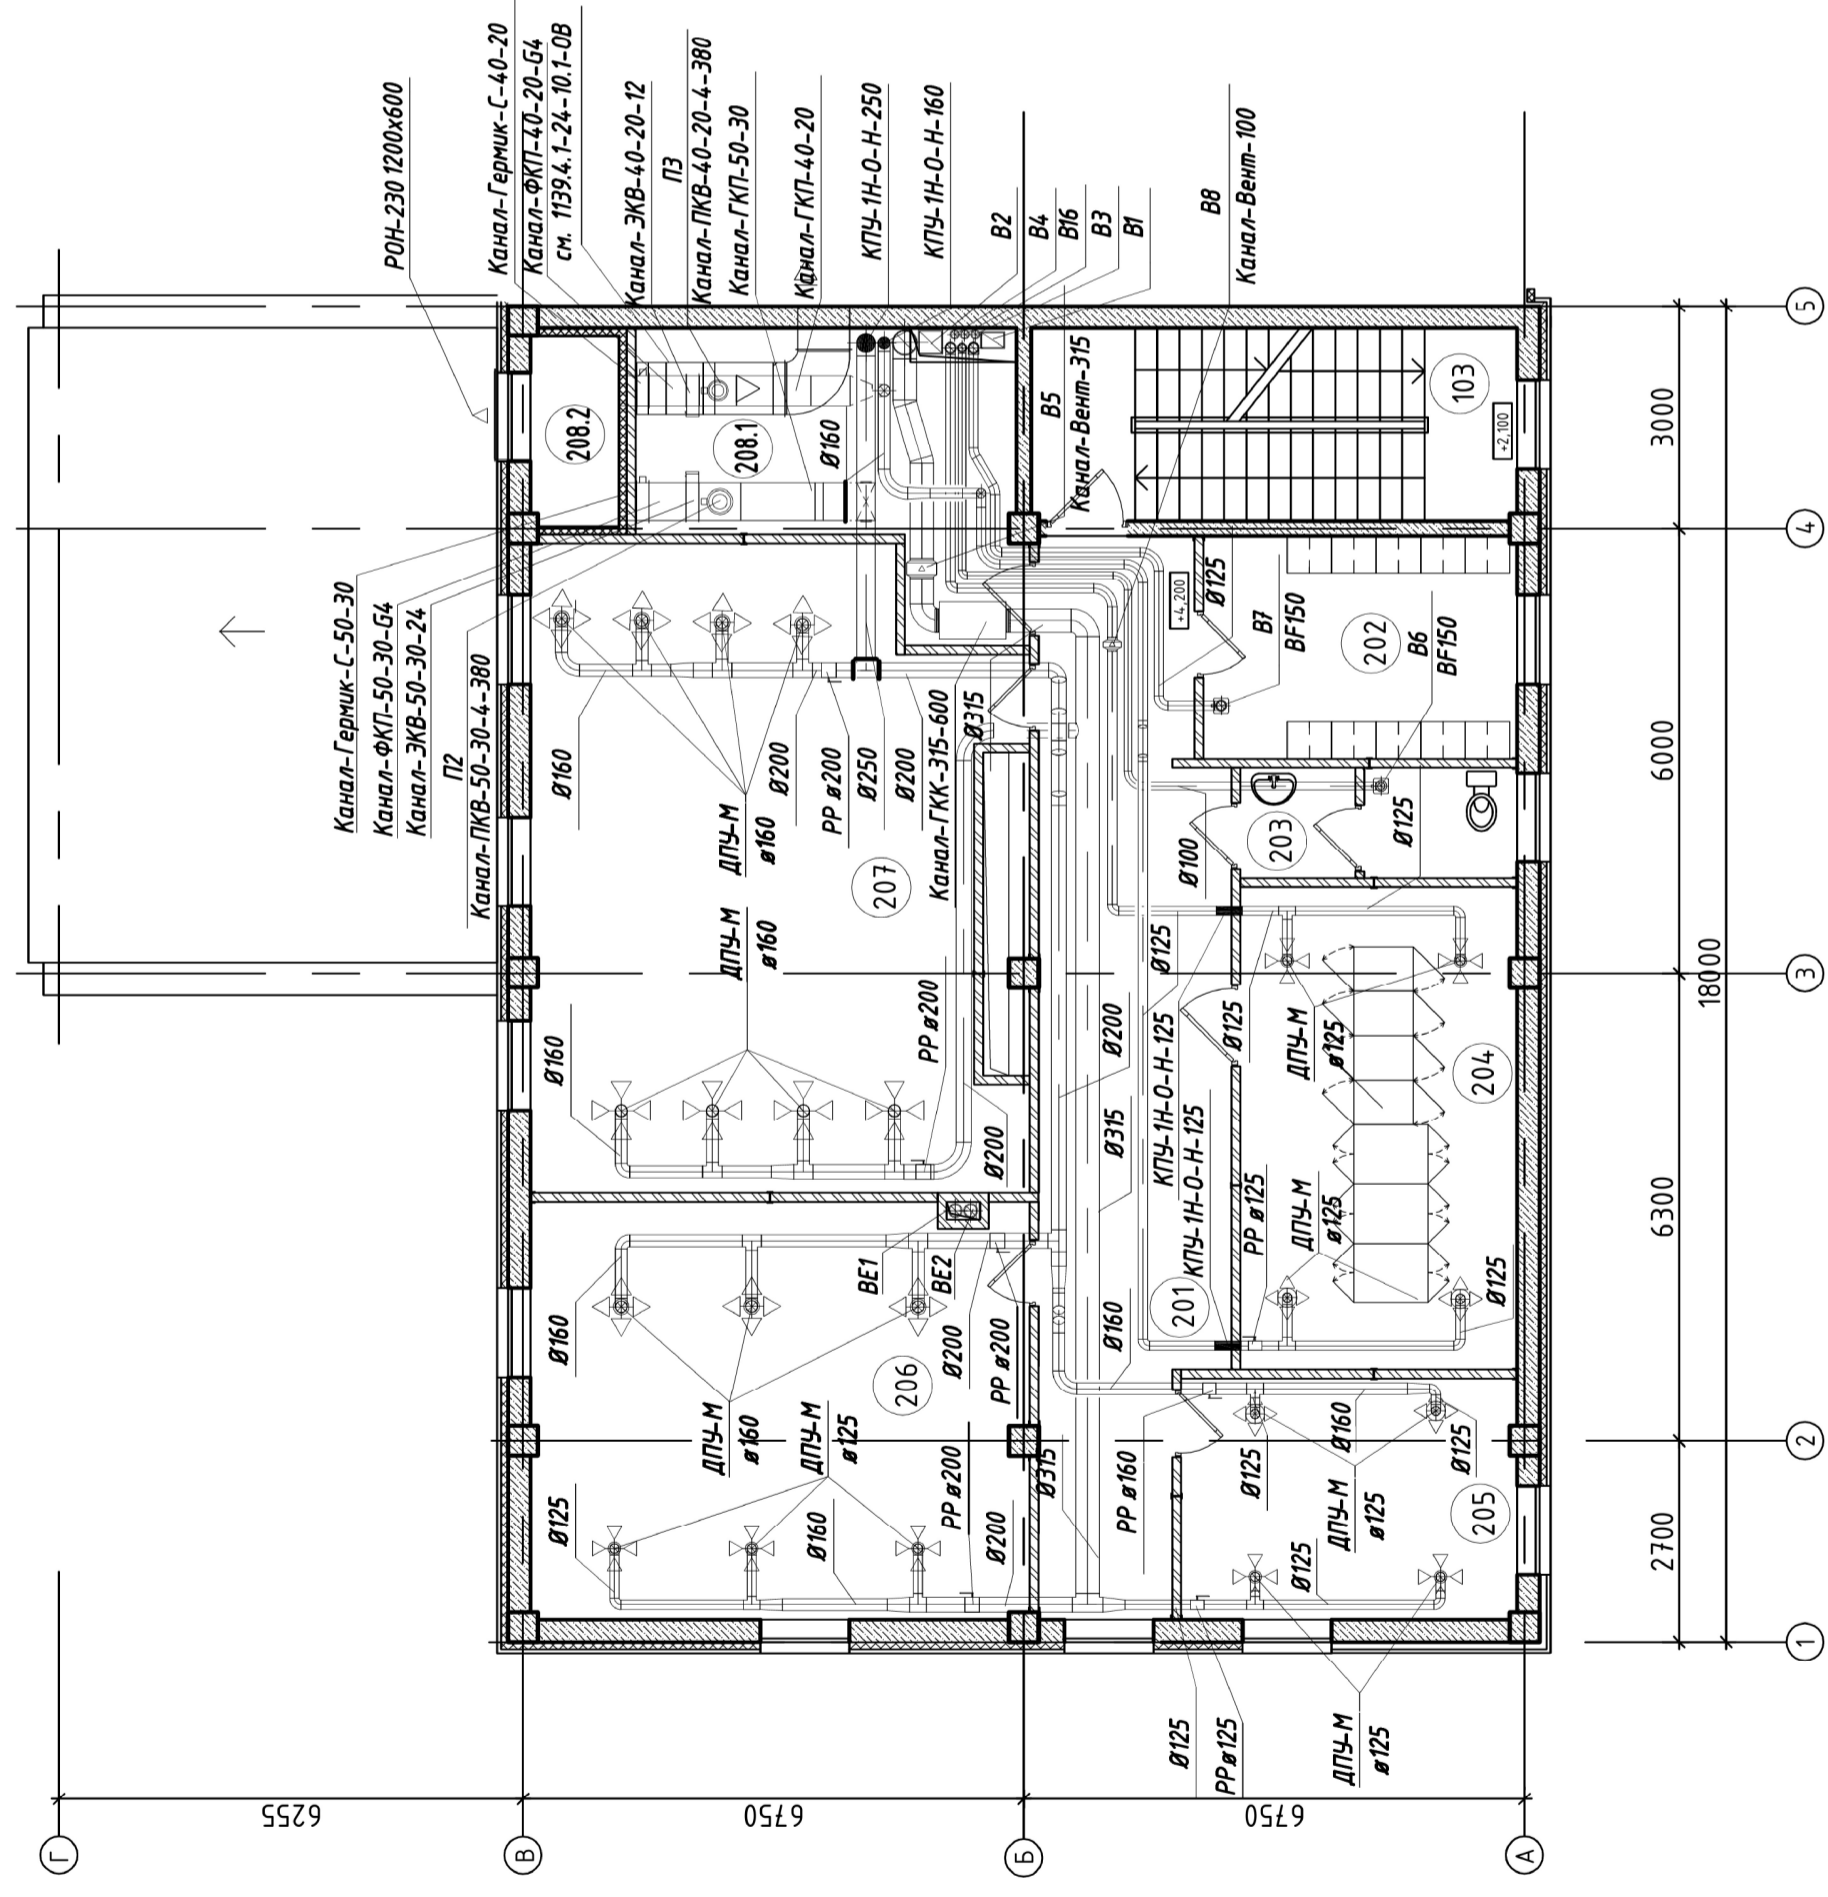 РОН-230 1200x600
Канал-Гермик-С-40-20
Канал-ФКП-40-20-G4
см. 1139.4.1-24-10.1-ОВ
Канал-ЭКВ-40-20-12
П3
Канал-ПКВ-40-20-4-380
Канал-ГКП-50-30
Канал-ГКП-40-20
КПУ-1Н-О-Н-250
КПУ-1Н-О-Н-160
В2
В4
В16
В3
В1
В8
Канал-Вент-100
В5
Канал-Вент-315
208.2
208.1
Ø160
103
+2,100
Канал-Гермик-С-50-30
Канал-ФКП-50-30-G4
Канал-ЭКВ-50-30-24
П2
Канал-ПКВ-50-30-4-380
Ø160
ДПУ-М
ø160
Ø200
РР ø200
Ø250
Ø200
Канал-ГКК-315-600
Ø315
+4,200
Ø125
В7
BF150
202
В6
BF150
207
ДПУ-М
ø160
Ø100
203
Ø125
Ø160
РР ø200
Ø200
Ø200
Ø315
Ø125
КПУ-1Н-О-Н-125
КПУ-1Н-О-Н-125
Ø125
ДПУ-М
ø125
204
РР ø125
ДПУ-М
ø125
Ø125
201
Ø160
ВЕ1
ВЕ2
Ø160
206
Ø200
РР ø200
ДПУ-М
ø160
ДПУ-М
ø125
Ø125
Ø160
РР ø200
Ø200
Ø315
РР ø160
Ø125
Ø160
Ø125
ДПУ-М
ø125
205
Ø125
Ø125
РРø125
ДПУ-М
ø125
3000
6000
6300
2700
18000
6255
6750
6750
5
4
3
2
1
Г
В
Б
А